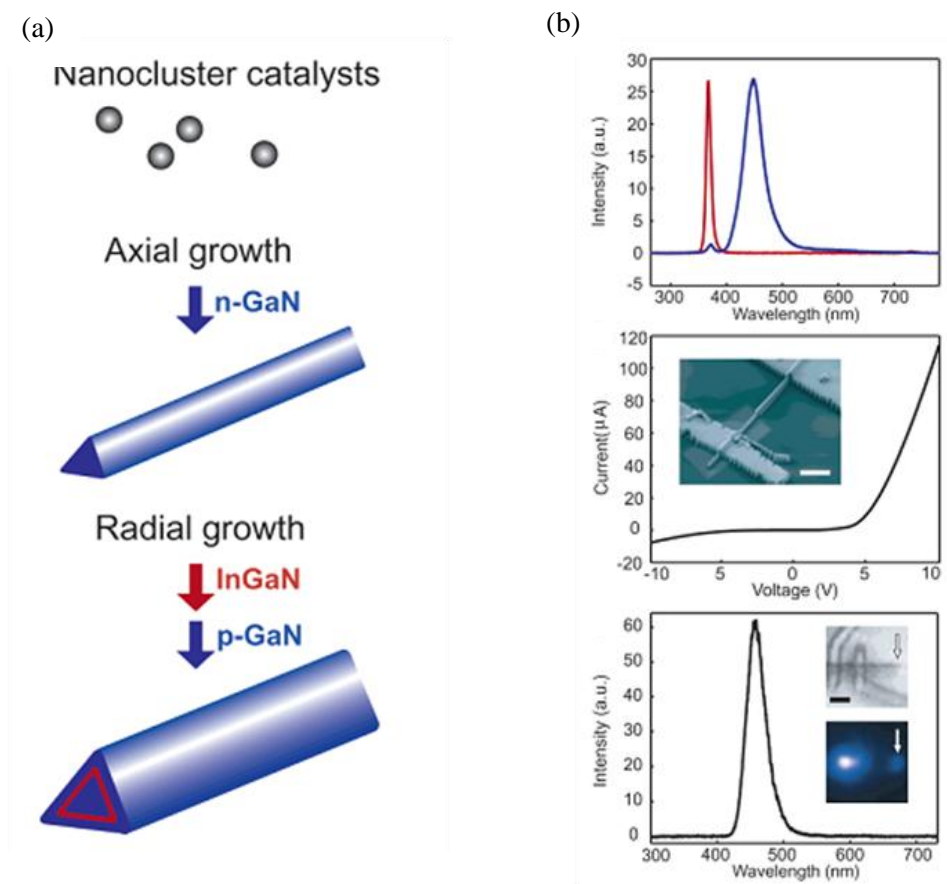 (a)
Nanocluster catalysts
Axial growth
n-GaN
Radial growth
InGaN
p-GaN
(b)
30
25
20
15
10
5
0
-5
Intensity (a.u.)
300 400 500 600 700
Wavelength (nm)
120
100
80
60
40
20
0
-20
Current(µA)
-10 5 0 5 10
Voltage (V)
60
50
40
30
20
10
0
Intensity (a.u.)
300 400 500 600 700
Wavelength (nm)